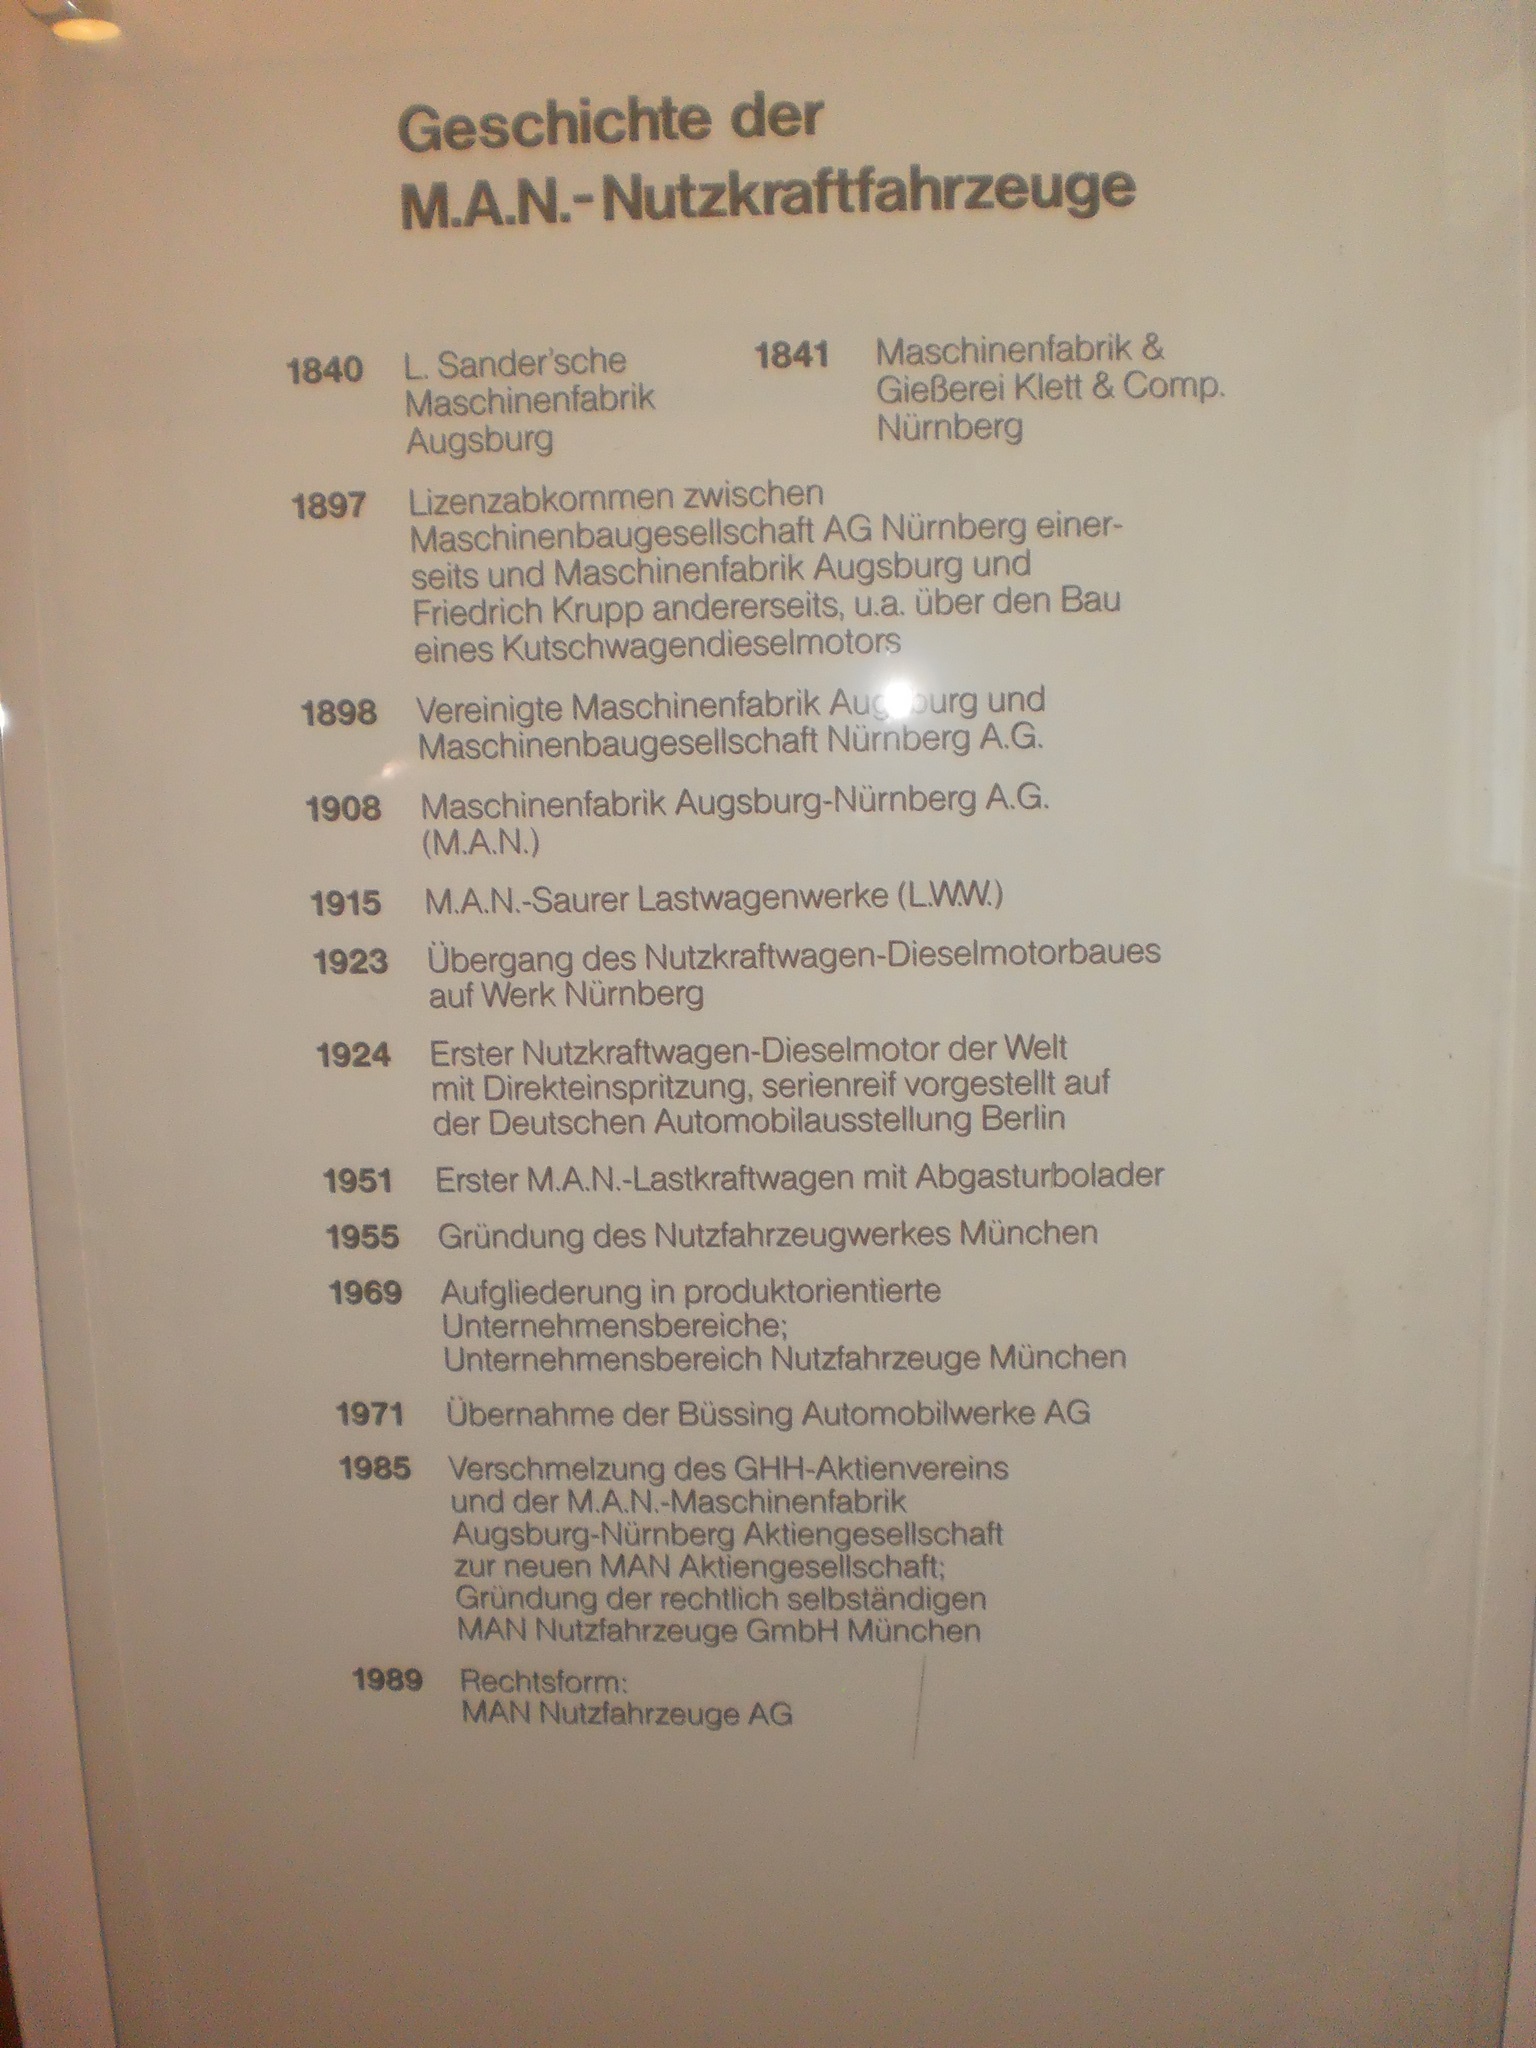 Geschichte der
M.A.N.-Nutzkraftfahrzeuge
1840 L. Sander'sche
Maschinenfabrik
Augsburg
1841 Maschinenfabrik &
Gießerei Klett & Comp.
Nürnberg
1897 Lizenzabkommen zwischen
Maschinenbaugesellschaft AG Nürnberg einer-
seits und Maschinenfabrik Augsburg und
Friedrich Krupp andererseits, u.a. über den Bau
eines Kutschwagendieselmotors
1898 Vereinigte Maschinenfabrik Augsburg und
Maschinenbaugesellschaft Nürnberg A.G.
1908 Maschinenfabrik Augsburg-Nürnberg A.G.
(M.A.N.)
1915 M.A.N.-Saurer Lastwagenwerke (L.W.W.)
1923 Übergang des Nutzkraftwagen-Dieselmotorbaues
auf Werk Nürnberg
1924 Erster Nutzkraftwagen-Dieselmotor der Welt
mit Direkteinspritzung, serienreif vorgestellt auf
der Deutschen Automobilausstellung Berlin
1951 Erster M.A.N.-Lastkraftwagen mit Abgasturbolader
1955 Gründung des Nutzfahrzeugwerkes München
1969 Aufgliederung in produktorientierte
Unternehmensbereiche;
Unternehmensbereich Nutzfahrzeuge München
1971 Übernahme der Büssing Automobilwerke AG
1985 Verschmelzung des GHH-Aktienvereins
und der M.A.N.-Maschinenfabrik
Augsburg-Nürnberg Aktiengesellschaft
zur neuen MAN Aktiengesellschaft;
Gründung der rechtlich selbständigen
MAN Nutzfahrzeuge GmbH München
1989 Rechtsform:
MAN Nutzfahrzeuge AG